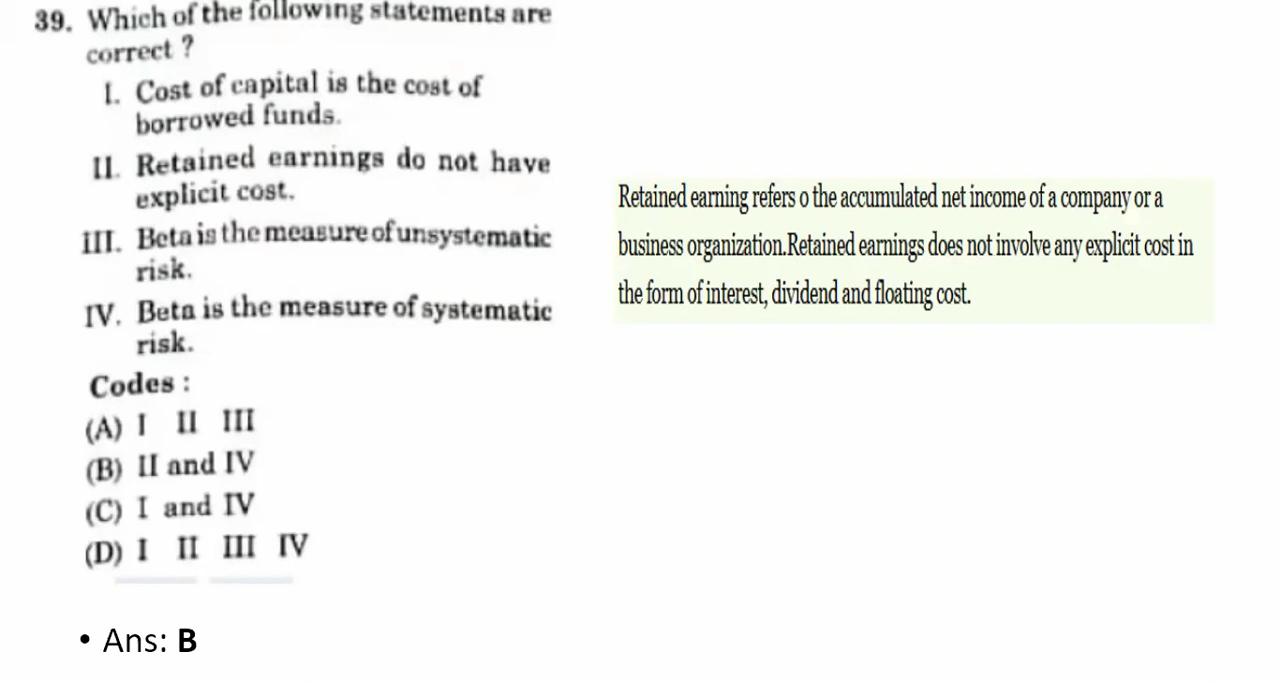 39. Which of the following statements are
correct ?
I. Cost of capital is the cost of
borrowed funds.
II. Retained earnings do not have
explicit cost.
III. Beta is the measure of unsystematic
risk.
IV. Beta is the measure of systematic
risk.
Codes :
(A) I II III
(B) II and IV
(C) I and IV
(D) I II III IV
Retained earning refers o the accumulated net income of a company or a
business organization.Retained earnings does not involve any explicit cost in
the form of interest, dividend and floating cost.
• Ans: B